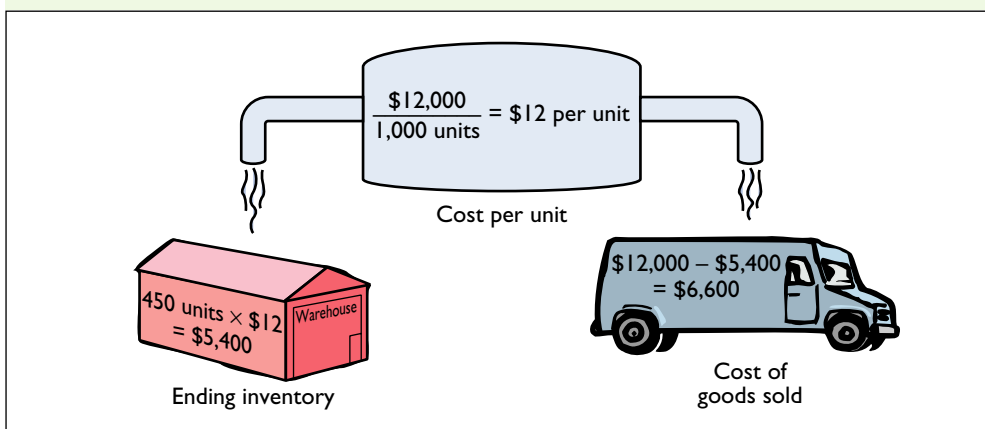 $12,000
1,000 units
= $12 per unit
Cost per unit
450 units × $12
= $5,400
Warehouse
Ending inventory
$12,000 – $5,400
= $6,600
Cost of
goods sold